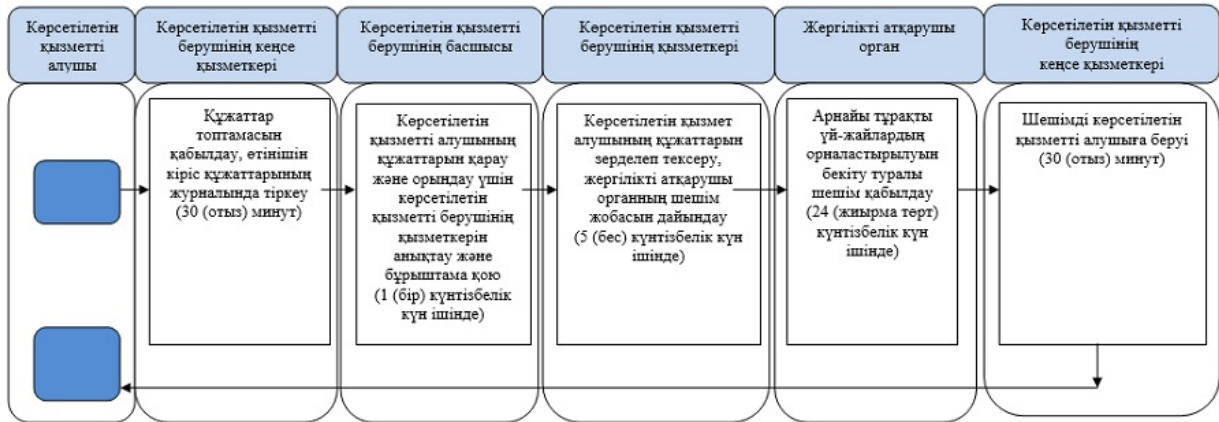 Көрсетілетін
қызметті
алушы
Көрсетілетін қызметті
берушінің кеңсе
қызметкері
Көрсетілетін қызметті
берушінің басшысы
Көрсетілетін қызметті
берушінің қызметкері
Жергілікті атқарушы
орган
Көрсетілетін қызметті
берушінің
кеңсе қызметкері
Құжаттар
топтамасын
қабылдау, өтінішін
кіріс құжаттарының
журналында тіркеу
(30 (отыз) минут)
Көрсетілетін
қызметті алушының
құжаттарын қарау
және орындау үшін
көрсетілетін
қызметті берушінің
қызметкерін
анықтау және
бұрыштама қою
(1 (бір) күнтізбелік
күн ішінде)
Көрсетілетін қызмет
алушының құжаттарын
зерделеп тексеру,
жергілікті атқарушы
органның шешім
жобасын дайындау
(5 (бес) күнтізбелік күн
ішінде)
Арнайы тұрақты
үй-жайлардың
орналастырылуын
бекіту туралы
шешім қабылдау
(24 (жиырма төрт)
күнтізбелік күн
ішінде)
Шешімді көрсетілетін
қызметті алушыға беруі
(30 (отыз) минут)